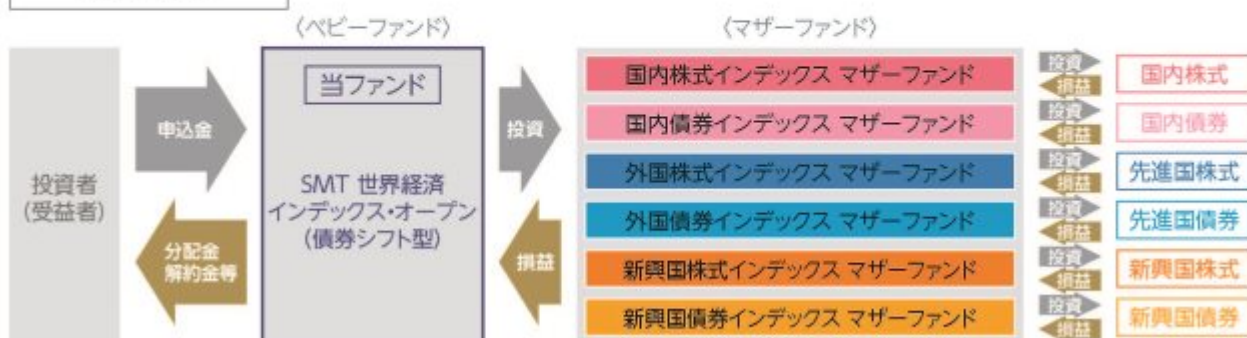 〈ベビーファンド〉
〈マザーファンド〉
投資者
(受益者)
申込金
分配金
解約金等
当ファンド
SMT 世界経済
インデックス・オープン
(債券シフト型)
投資
損益
国内株式インデックス マザーファンド
投資
損益
国内株式
国内債券インデックス マザーファンド
投資
損益
国内債券
外国株式インデックス マザーファンド
投資
損益
先進国株式
外国債券インデックス マザーファンド
投資
損益
先進国債券
新興国株式インデックス マザーファンド
投資
損益
新興国株式
新興国債券インデックス マザーファンド
投資
損益
新興国債券